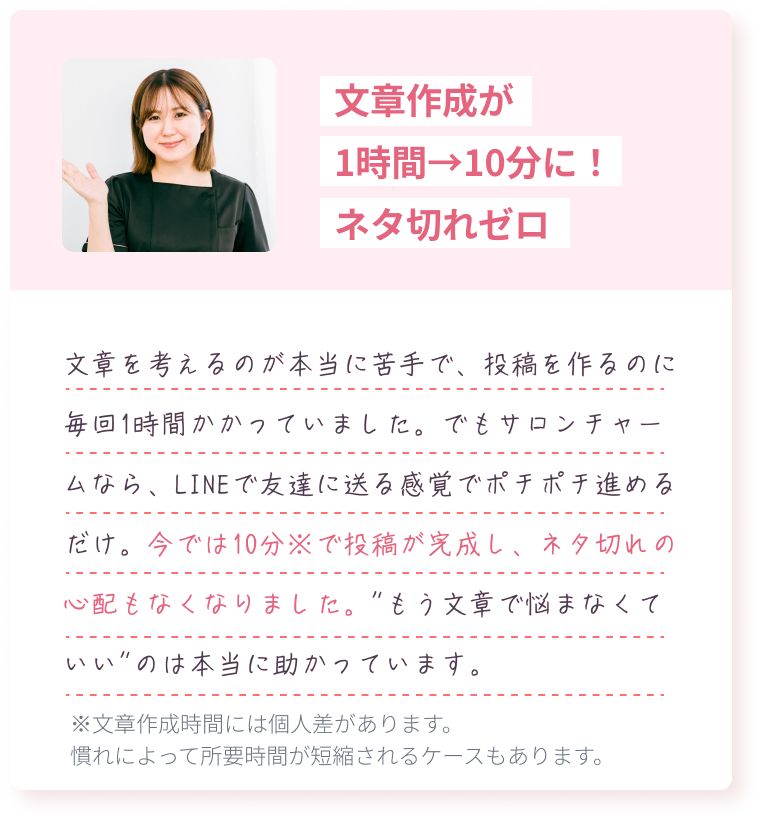 文章作成が
1時間→10分に！
ネタ切れゼロ
文章を考えるのが本当に苦手で、投稿を作るのに
毎回1時間かかっていました。でもサロンチャー
ムなら、LINEで友達に送る感覚でポチポチ進める
だけ。今では10分※で投稿が完成し、ネタ切れの
心配もなくなりました。"もう文章で悩まなくて
いい"のは本当に助かっています。
※文章作成時間には個人差があります。
慣れによって所要時間が短縮されるケースもあります。